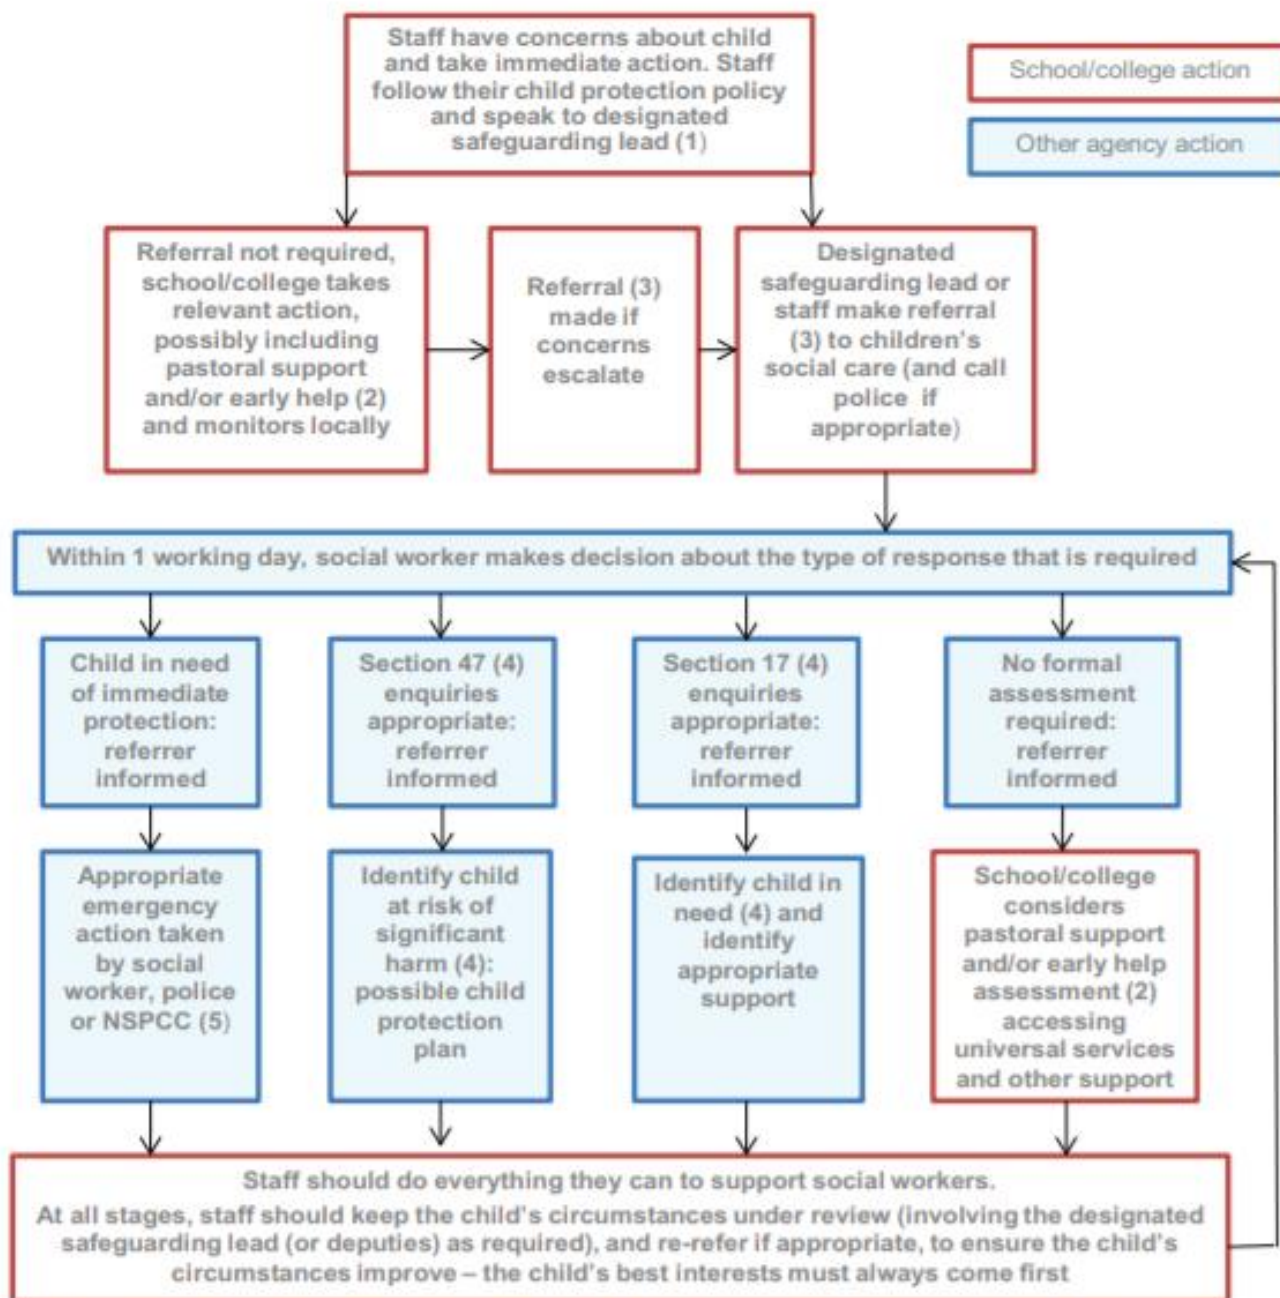 Staff have concerns about child
and take immediate action. Staff
follow their child protection policy
and speak to designated
safeguarding lead (1)
School/college action
Other agency action
Referral not required,
school/college takes
relevant action,
possibly including
pastoral support
and/or early help (2)
and monitors locally
Referral (3)
made if
concerns
escalate
Designated
safeguarding lead or
staff make referral
(3) to children's
social care (and call
police if
appropriate)
Within 1 working day, social worker makes decision about the type of response that is required
Child in need
of immediate
protection:
referrer
informed
Section 47 (4)
enquiries
appropriate:
referrer
informed
Section 17 (4)
enquiries
appropriate:
referrer
informed
No formal
assessment
required:
referrer
informed
Appropriate
emergency
action taken
by social
worker, police
or NSPCC (5)
Identify child
at risk of
significant
harm (4):
possible child
protection
plan
Identify child in
need (4) and
identify
appropriate
support
School/college
considers
pastoral support
and/or early help
assessment (2)
accessing
universal services
and other support
Staff should do everything they can to support social workers.
At all stages, staff should keep the child's circumstances under review (involving the designated
safeguarding lead (or deputies) as required), and re-refer if appropriate, to ensure the child's
circumstances improve – the child's best interests must always come first